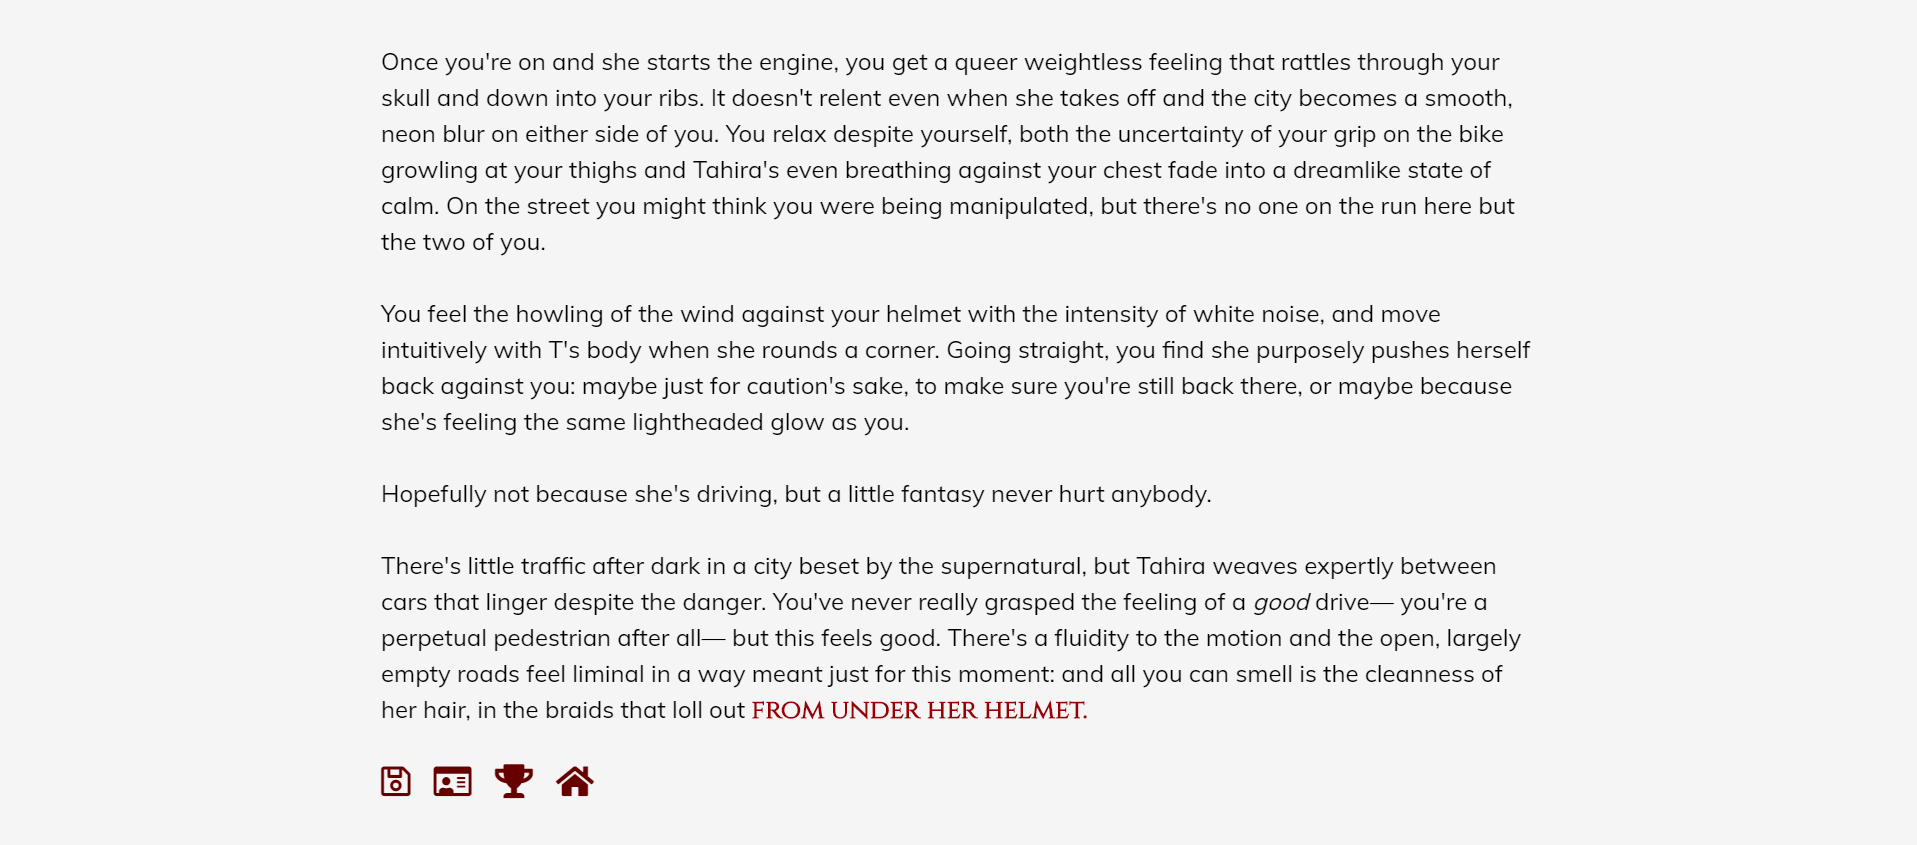 Once you're on and she starts the engine, you get a queer weightless feeling that rattles through your
skull and down into your ribs. It doesn't relent even when she takes off and the city becomes a smooth,
neon blur on either side of you. You relax despite yourself, both the uncertainty of your grip on the bike
growling at your thighs and Tahira's even breathing against your chest fade into a dreamlike state of
calm. On the street you might think you were being manipulated, but there's no one on the run here but
the two of you.
You feel the howling of the wind against your helmet with the intensity of white noise, and move
intuitively with T's body when she rounds a corner. Going straight, you find she purposely pushes herself
back against you: maybe just for caution's sake, to make sure you're still back there, or maybe because
she's feeling the same lightheaded glow as you.
Hopefully not because she's driving, but a little fantasy never hurt anybody.
There's little traffic after dark in a city beset by the supernatural, but Tahira weaves expertly between
cars that linger despite the danger. You've never really grasped the feeling of a good drive— you're a
perpetual pedestrian after all— but this feels good. There's a fluidity to the motion and the open, largely
empty roads feel liminal in a way meant just for this moment: and all you can smell is the cleanness of
her hair, in the braids that loll out FROM UNDER HER HELMET.